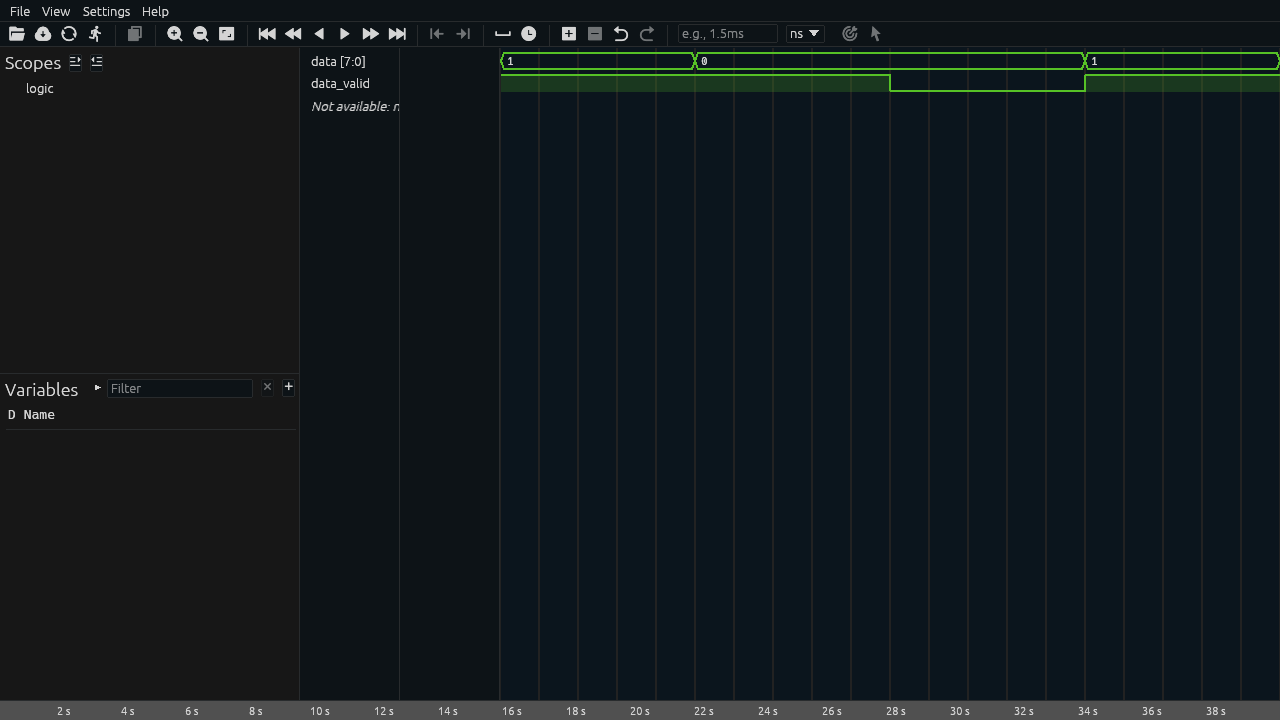 File View Settings Help
e.g., 1.5ms ns
Scopes
logic
data [7:0]
data_valid
Not available: r
1 0 1
Variables Filter
D Name
2 s 4 s 6 s 8 s 10 s 12 s 14 s 16 s 18 s 20 s 22 s 24 s 26 s 28 s 30 s 32 s 34 s 36 s 38 s